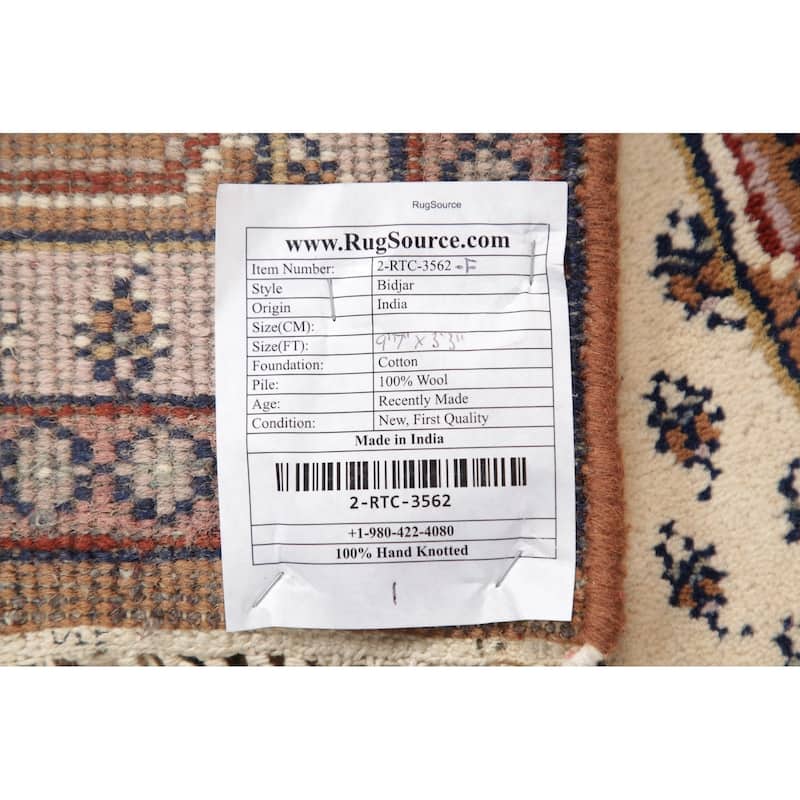 RugSource
www.RugSource.com
Item Number: 2-RTC-3562-F
Style Bidjar
Origin India
Size(CM):
Size(FT): 9'7" x 3'3"
Foundation: Cotton
Pile: 100% Wool
Age: Recently Made
Condition: New, First Quality
Made in India
2-RTC-3562
+1-980-422-4080
100% Hand Knotted